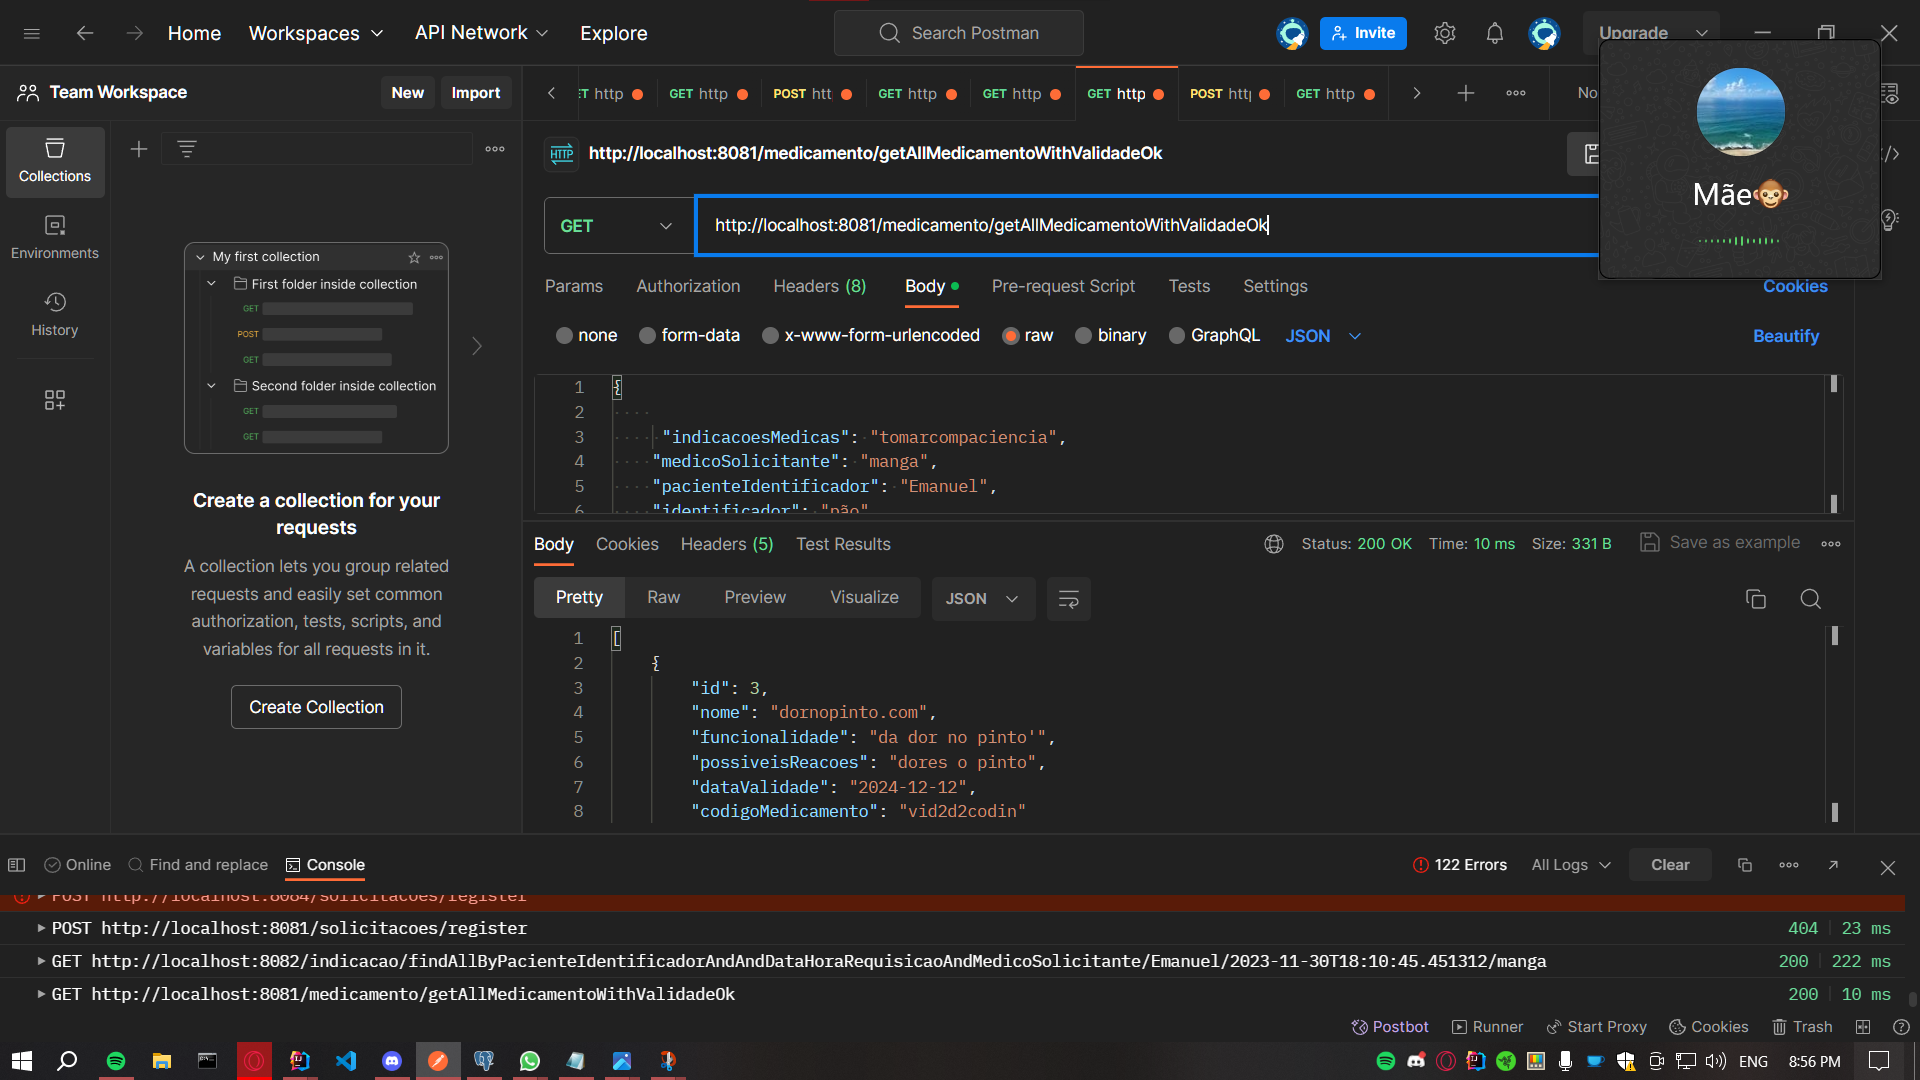 Home
Workspaces
API Network
Explore
Search Postman
Invite
Upgrade
Team Workspace
New
Import
ET http
GET http
POST htt
GET http
GET http
GET http
POST http
GET http
No
Collections
Environments
History
http://localhost:8081/medicamento/getAllMedicamentoWithValidadeOk
HTTP
GET
http://localhost:8081/medicamento/getAllMedicamentoWithValidadeOk
Mãe🐵
Params
Authorization
Headers (8)
Body
Pre-request Script
Tests
Settings
Cookies
none
form-data
x-www-form-urlencoded
raw
binary
GraphQL
JSON
Beautify
My first collection
First folder inside collection
GET
POST
GET
Second folder inside collection
GET
GET
Create a collection for your
requests
A collection lets you group related
requests and easily set common
authorization, tests, scripts, and
variables for all requests in it.
Create Collection
1 {
2
3 "indicacoesMedicas": "tomarcompaciencia",
4 "medicoSolicitante": "manga",
5 "pacienteIdentificador": "Emanuel",
6 "identificador": "pão"
Body
Cookies
Headers (5)
Test Results
Status: 200 OK
Time: 10 ms
Size: 331 B
Save as example
Pretty
Raw
Preview
Visualize
JSON
1 [
2 {
3 "id": 3,
4 "nome": "dornopinto.com",
5 "funcionalidade": "da dor no pinto'",
6 "possiveisReacoes": "dores o pinto",
7 "dataValidade": "2024-12-12",
8 "codigoMedicamento": "vid2d2codin"
Online
Find and replace
Console
122 Errors
All Logs
Clear
POST http://localhost:8084/solicitacoes/register
POST http://localhost:8081/solicitacoes/register 404 23 ms
GET http://localhost:8082/indicacao/findAllByPacienteIdentificadorAndAndDataHoraRequisicaoAndMedicoSolicitante/Emanuel/2023-11-30T18:10:45.451312/manga 200 222 ms
GET http://localhost:8081/medicamento/getAllMedicamentoWithValidadeOk 200 10 ms
Postbot
Runner
Start Proxy
Cookies
Trash
ENG
8:56 PM